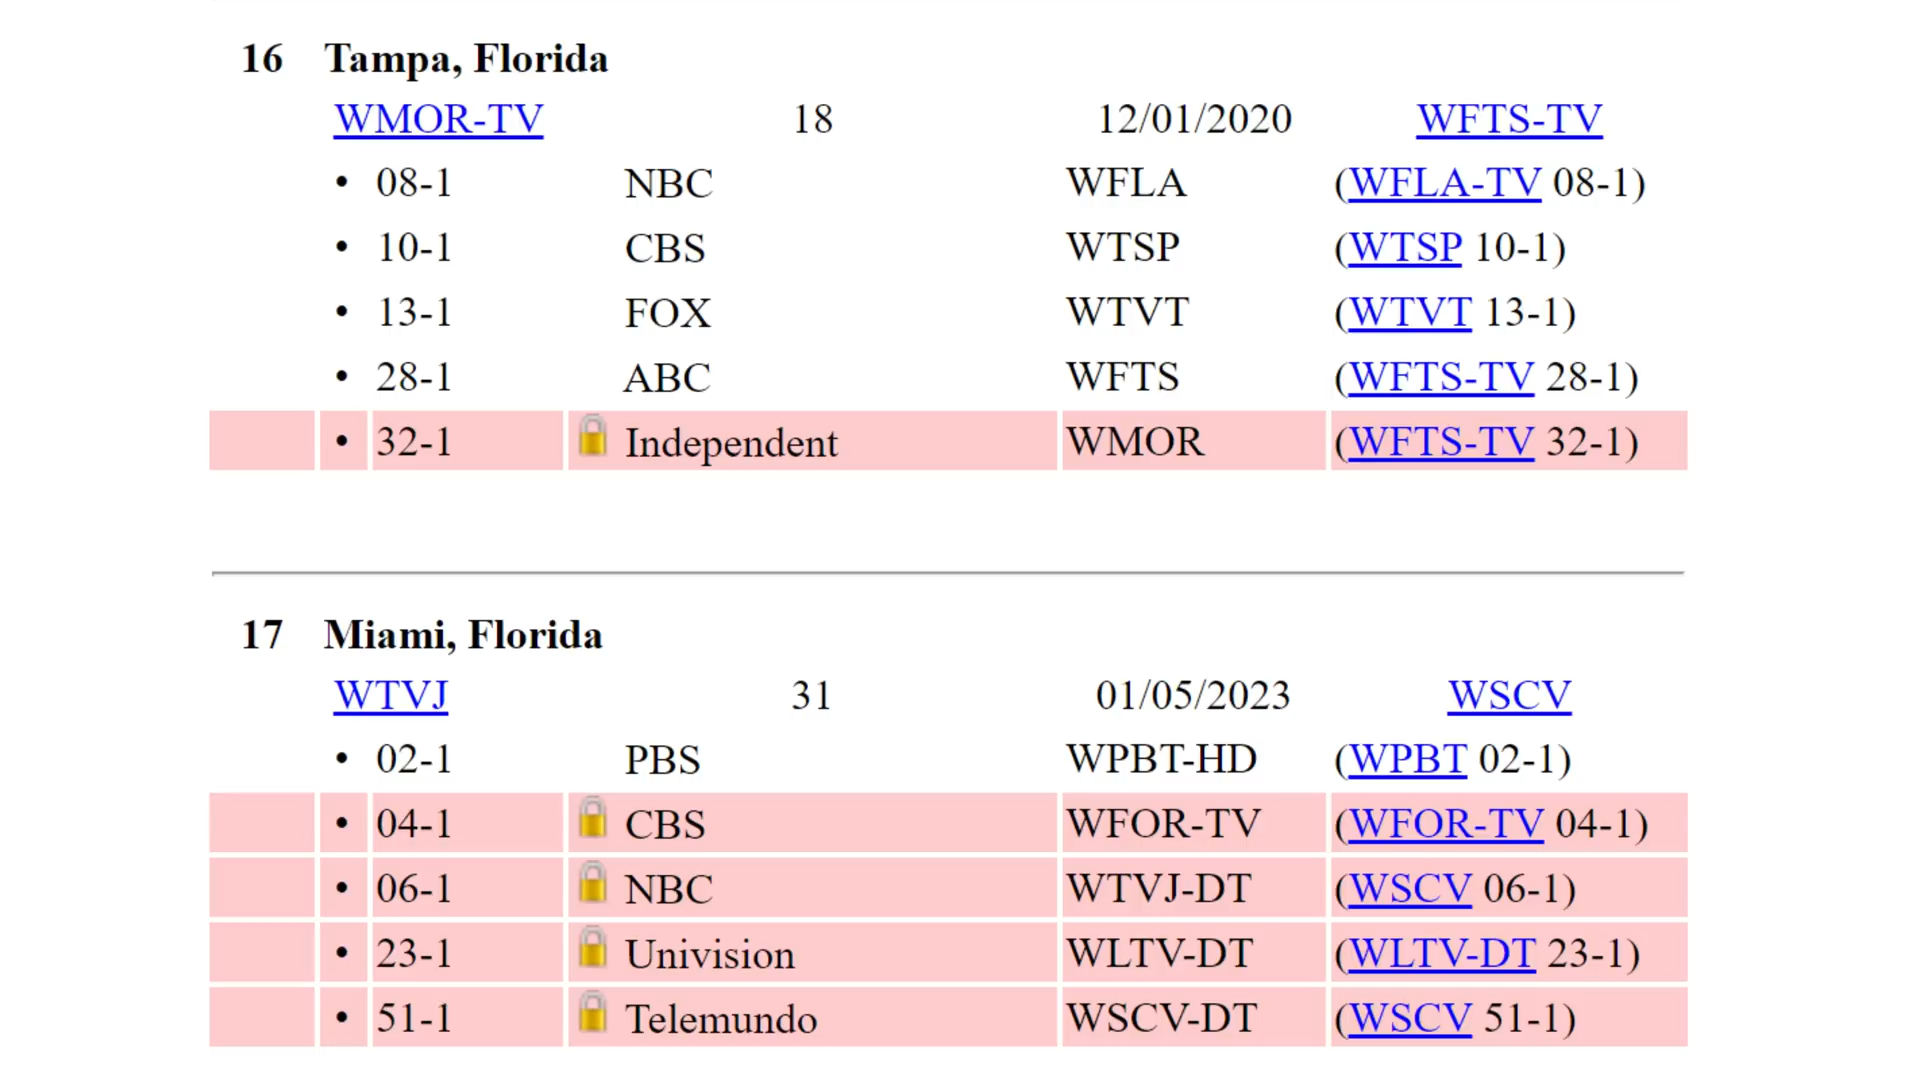 16 Tampa, Florida
WMOR-TV 18 12/01/2020 WFTS-TV
• 08-1 NBC WFLA (WFLA-TV 08-1)
• 10-1 CBS WTSP (WTSP 10-1)
• 13-1 FOX WTVT (WTVT 13-1)
• 28-1 ABC WFTS (WFTS-TV 28-1)
• 32-1 Independent WMOR (WFTS-TV 32-1)
17 Miami, Florida
WTVJ 31 01/05/2023 WSCV
• 02-1 PBS WPBT-HD (WPBT 02-1)
• 04-1 CBS WFOR-TV (WFOR-TV 04-1)
• 06-1 NBC WTVJ-DT (WSCV 06-1)
• 23-1 Univision WLTV-DT (WLTV-DT 23-1)
• 51-1 Telemundo WSCV-DT (WSCV 51-1)